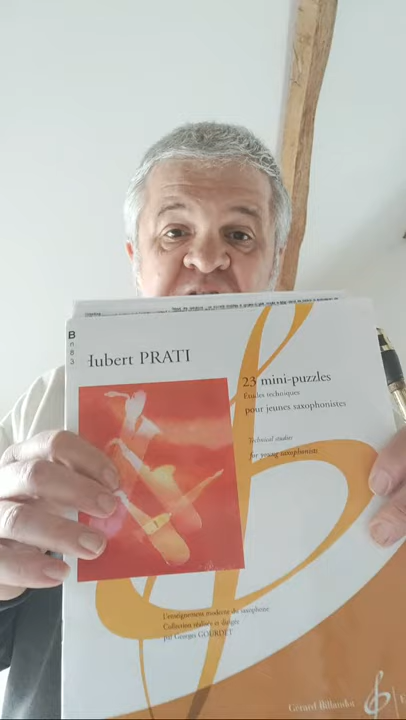 B
n
8
3
Hubert PRATI
23 mini-puzzles
Études techniques
pour jeunes saxophonistes
Technical studies
for young saxophonists
L'enseignement moderne du saxophone
Collection réalisée et dirigée
par Georges GOURDET
Gérard Billaudot